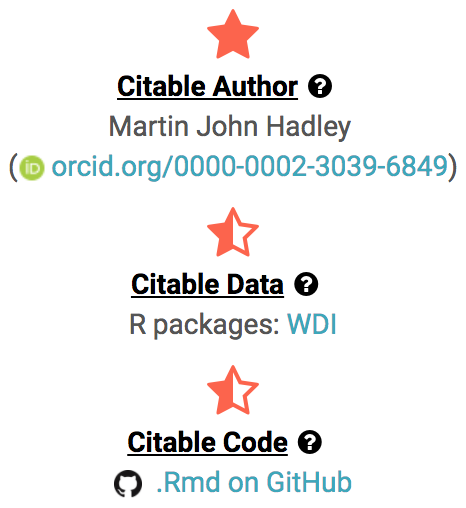 Citable Author ?
Martin John Hadley
(iD orcid.org/0000-0002-3039-6849)
Citable Data ?
R packages: WDI
Citable Code ?
.Rmd on GitHub